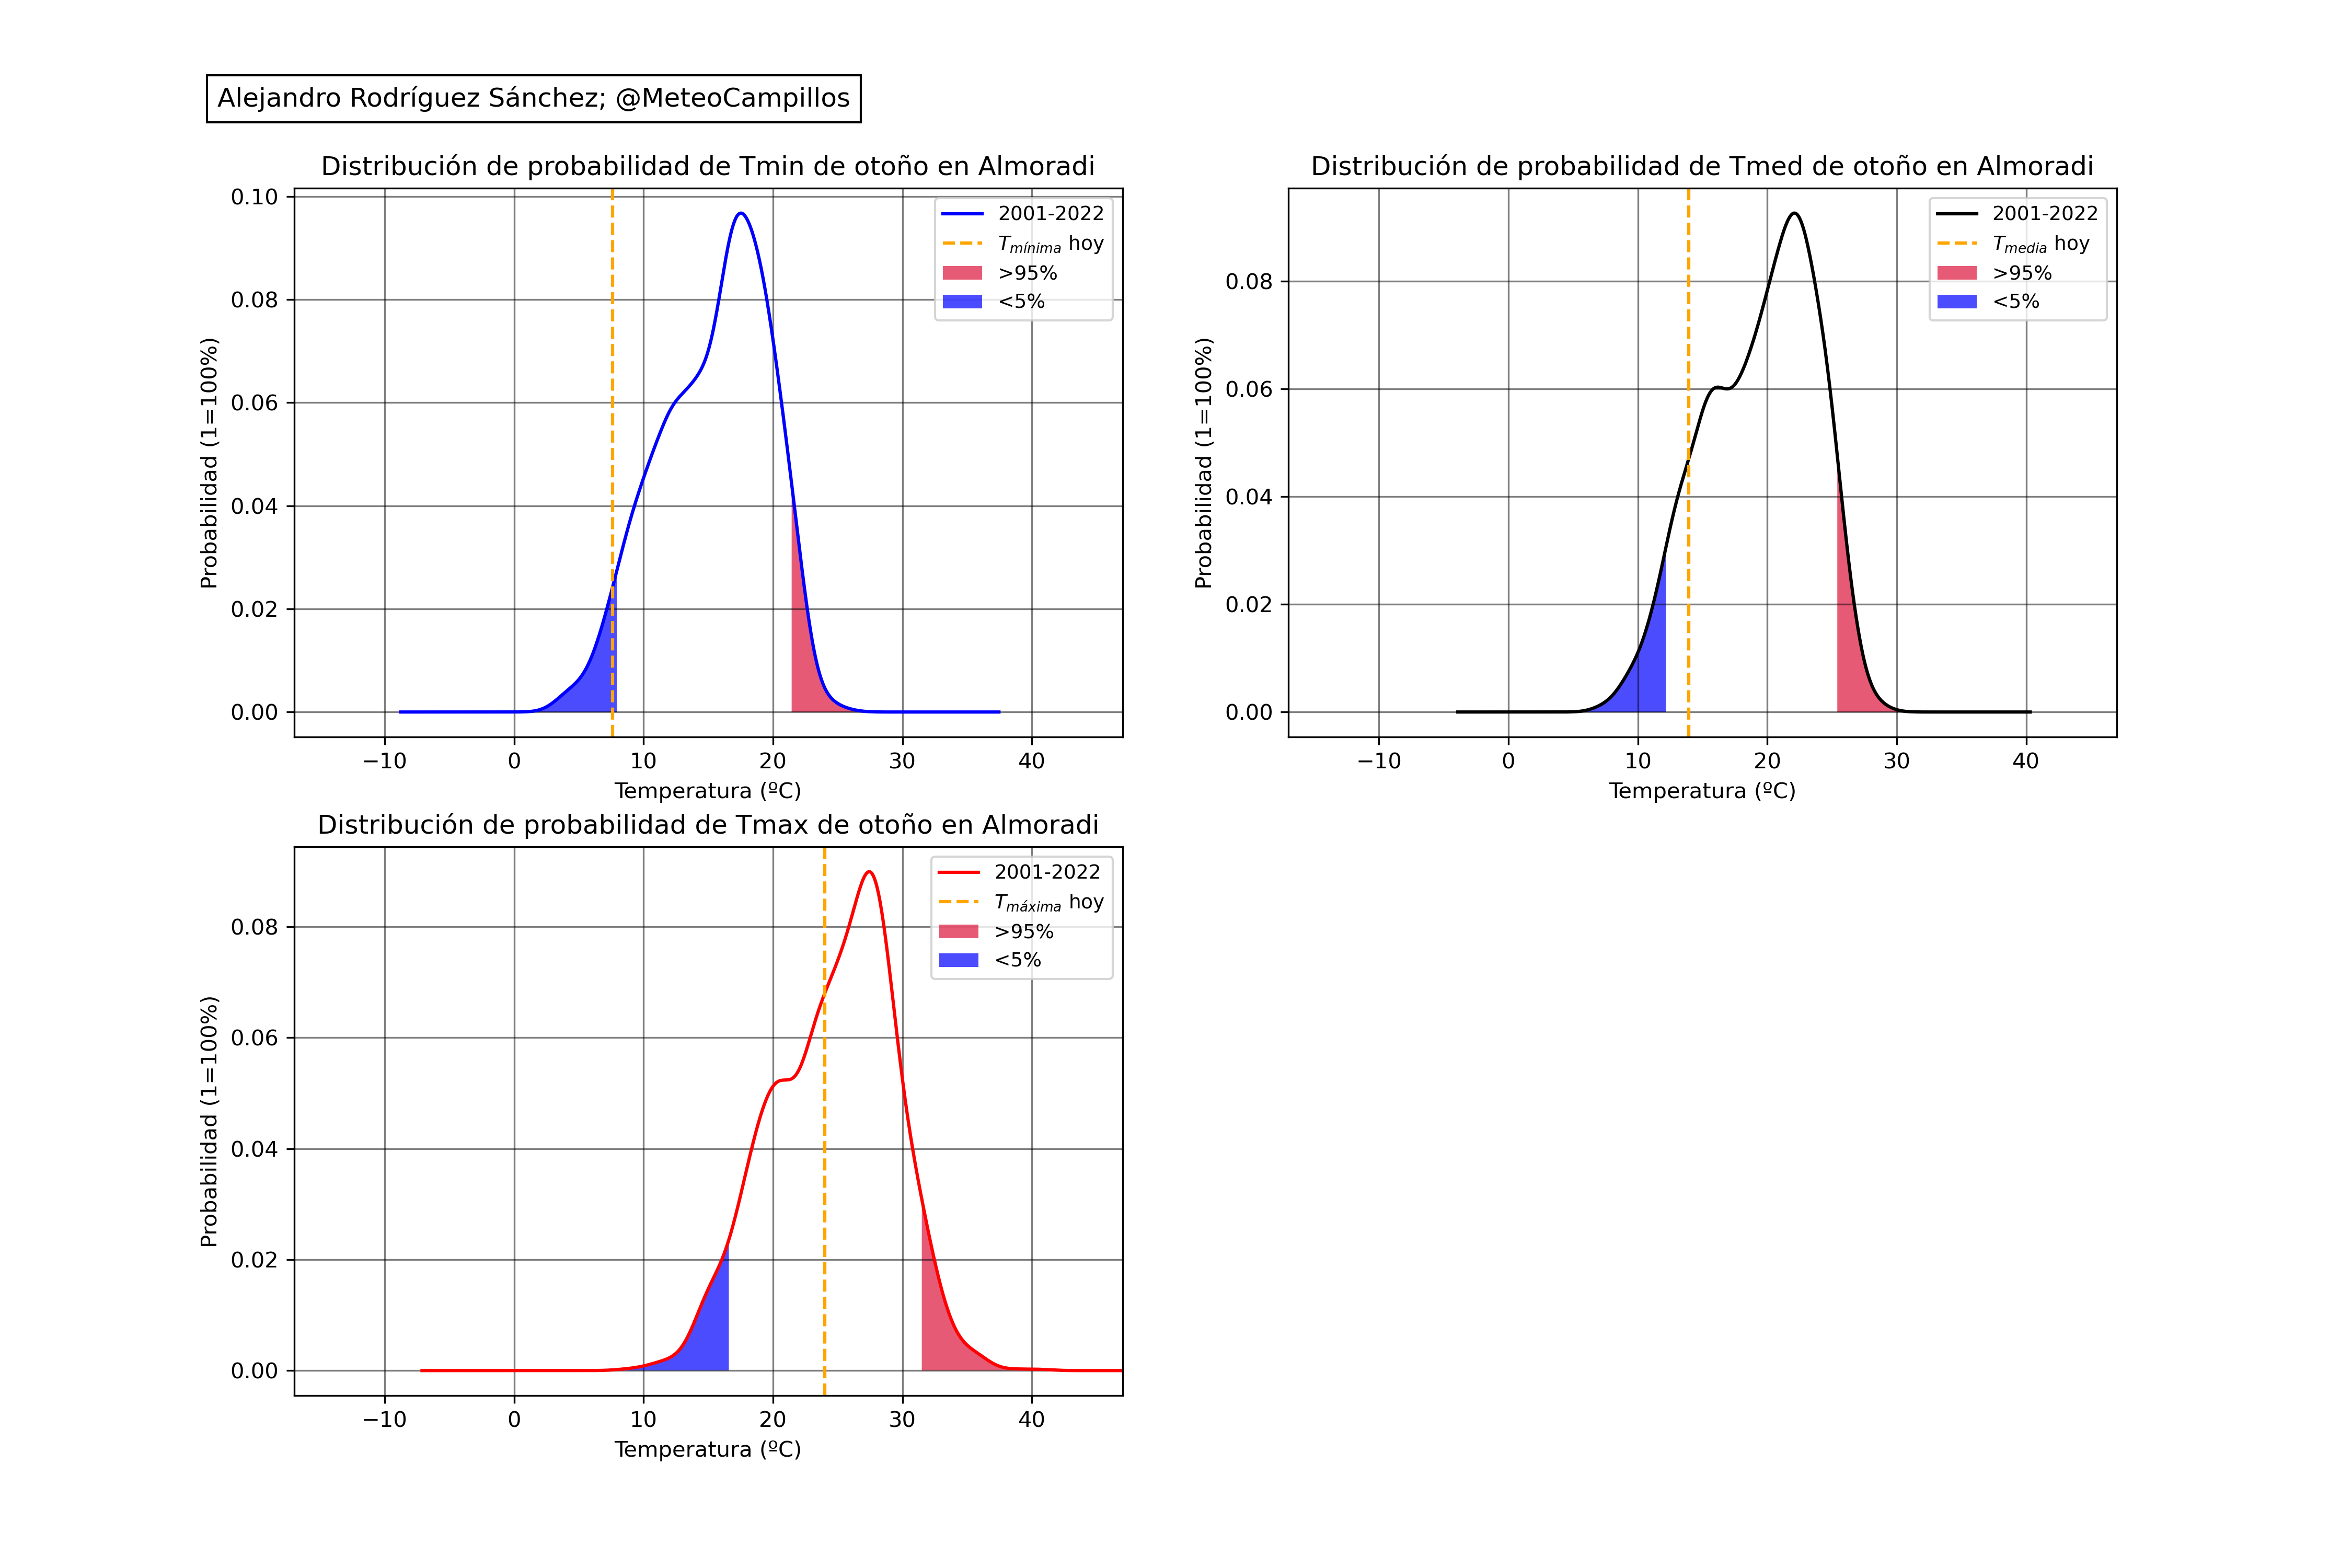 Alejandro Rodríguez Sánchez; @MeteoCampillos
Distribución de probabilidad de Tmin de otoño en Almoradi
Probabilidad (1=100%)
0.10
0.08
0.06
0.04
0.02
0.00
2001-2022
Tmínima hoy
>95%
<5%
−10 0 10 20 30 40
Temperatura (ºC)
Distribución de probabilidad de Tmed de otoño en Almoradi
Probabilidad (1=100%)
0.08
0.06
0.04
0.02
0.00
2001-2022
Tmedia hoy
>95%
<5%
−10 0 10 20 30 40
Temperatura (ºC)
Distribución de probabilidad de Tmax de otoño en Almoradi
Probabilidad (1=100%)
0.08
0.06
0.04
0.02
0.00
2001-2022
Tmáxima hoy
>95%
<5%
−10 0 10 20 30 40
Temperatura (ºC)